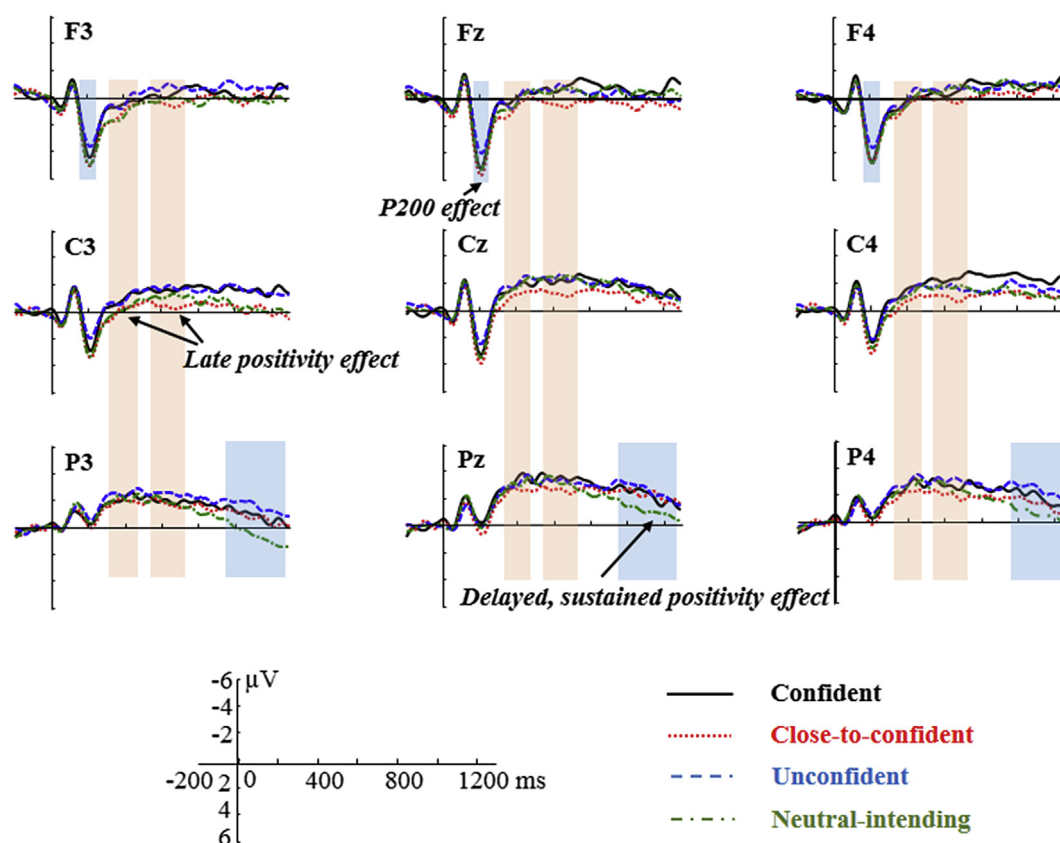 F3
Fz
F4
P200 effect
C3
Cz
C4
Late positivity effect
P3
Pz
P4
Delayed, sustained positivity effect
-6 µV
-4
-2
-200 0 400 800 1200 ms
2
4
6
Confident
Close-to-confident
Unconfident
Neutral-intending